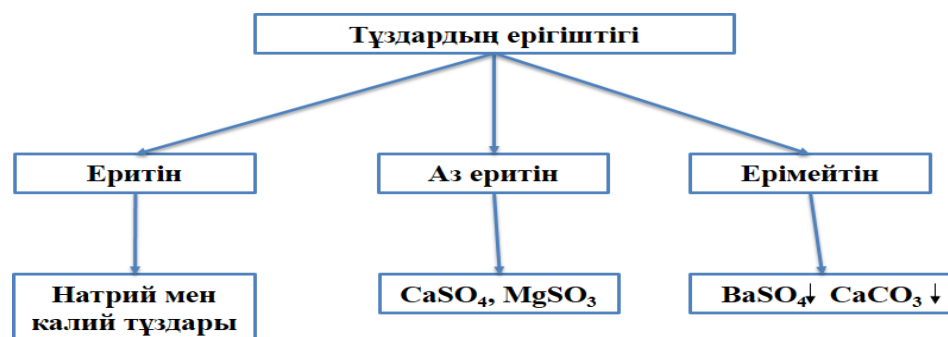 Тұздардың ерігіштігі
Еритін
Аз еритін
Ерімейтін
Натрий мен
калий тұздары
CaSO₄, MgSO₃
BaSO₄↓ CaCO₃↓